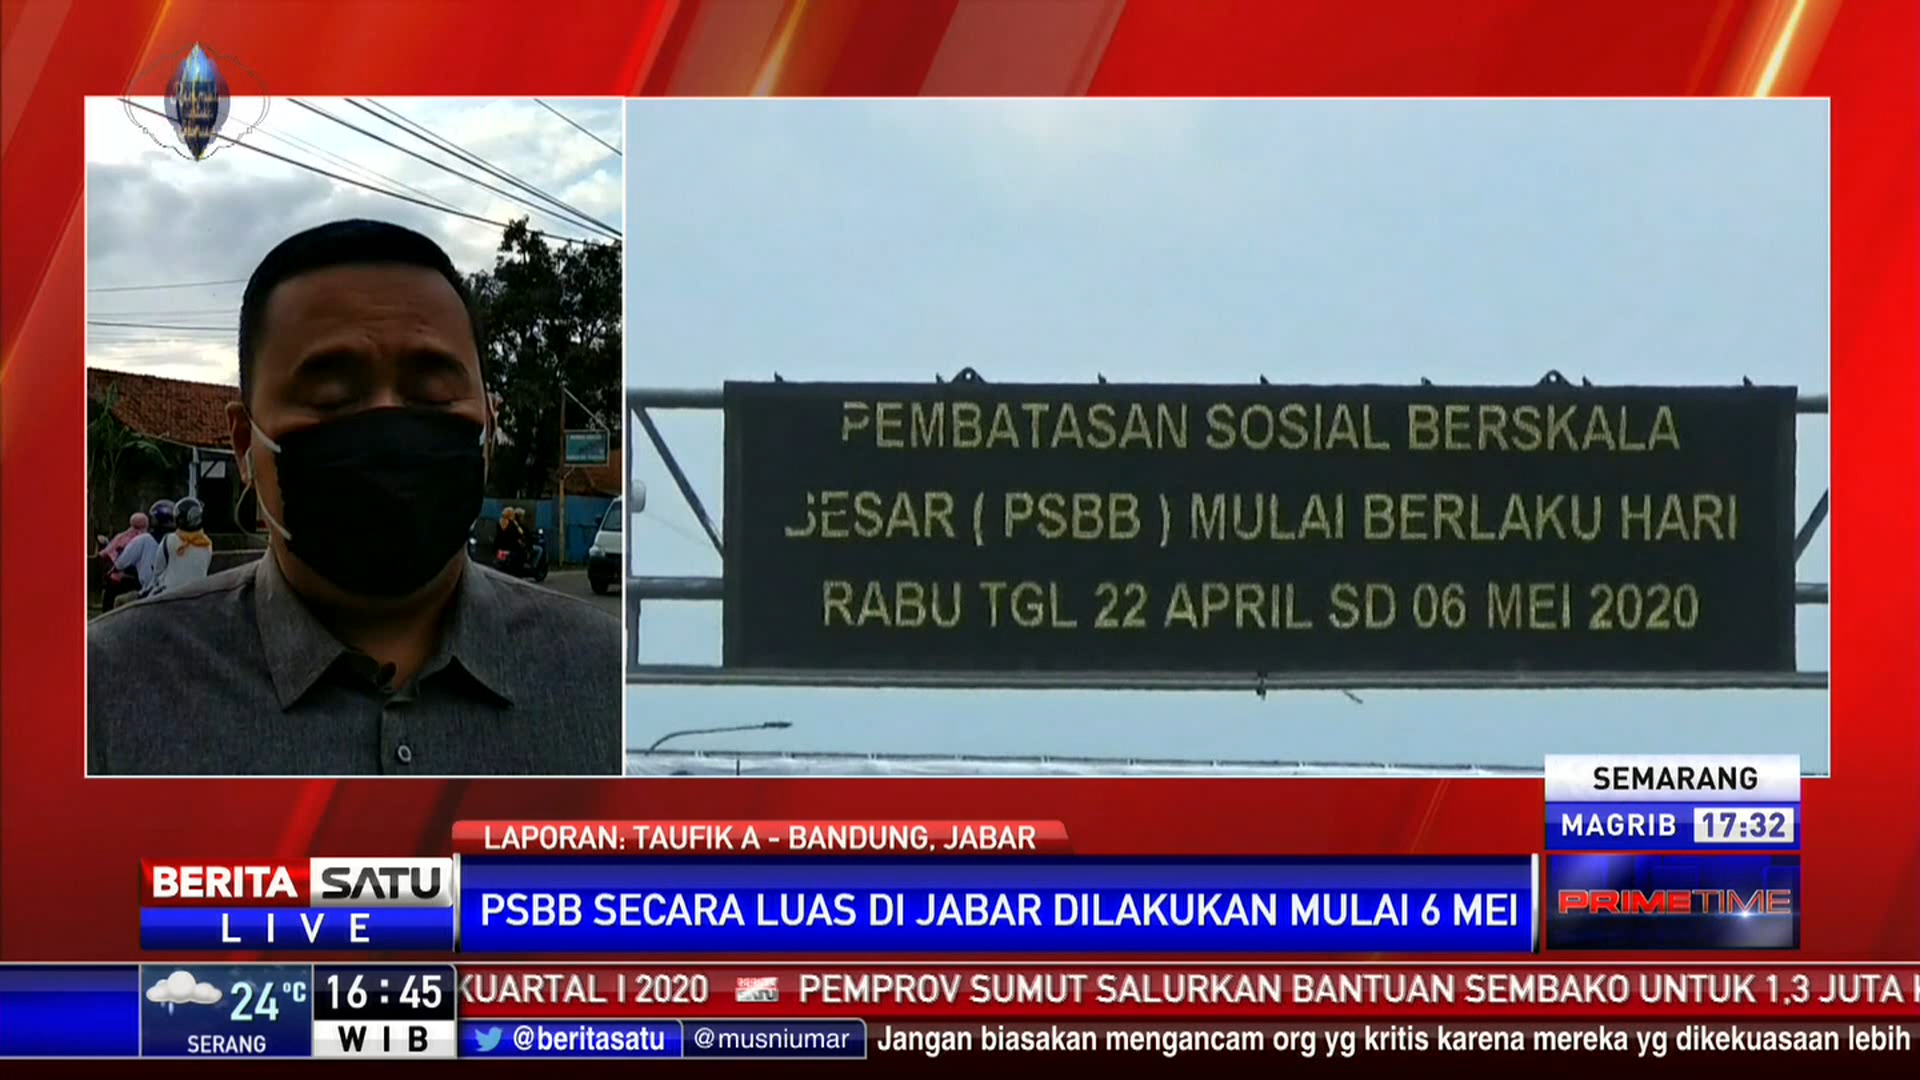 PEMBATASAN SOSIAL BERSKALA
BESAR ( PSBB ) MULAI BERLAKU HARI
RABU TGL 22 APRIL SD 06 MEI 2020
SEMARANG
MAGRIB 17:32
LAPORAN: TAUFIK A - BANDUNG, JABAR
BERITA SATU
LIVE
PSBB SECARA LUAS DI JABAR DILAKUKAN MULAI 6 MEI
PRIMETIME
24°C
SERANG
16:45
WIB
KUARTAL I 2020 BERITA SATU PEMPROV SUMUT SALURKAN BANTUAN SEMBAKO UNTUK 1,3 JUTA
@beritasatu @musniumar Jangan biasakan mengancam org yg kritis karena mereka yg dikekuasaan lebih